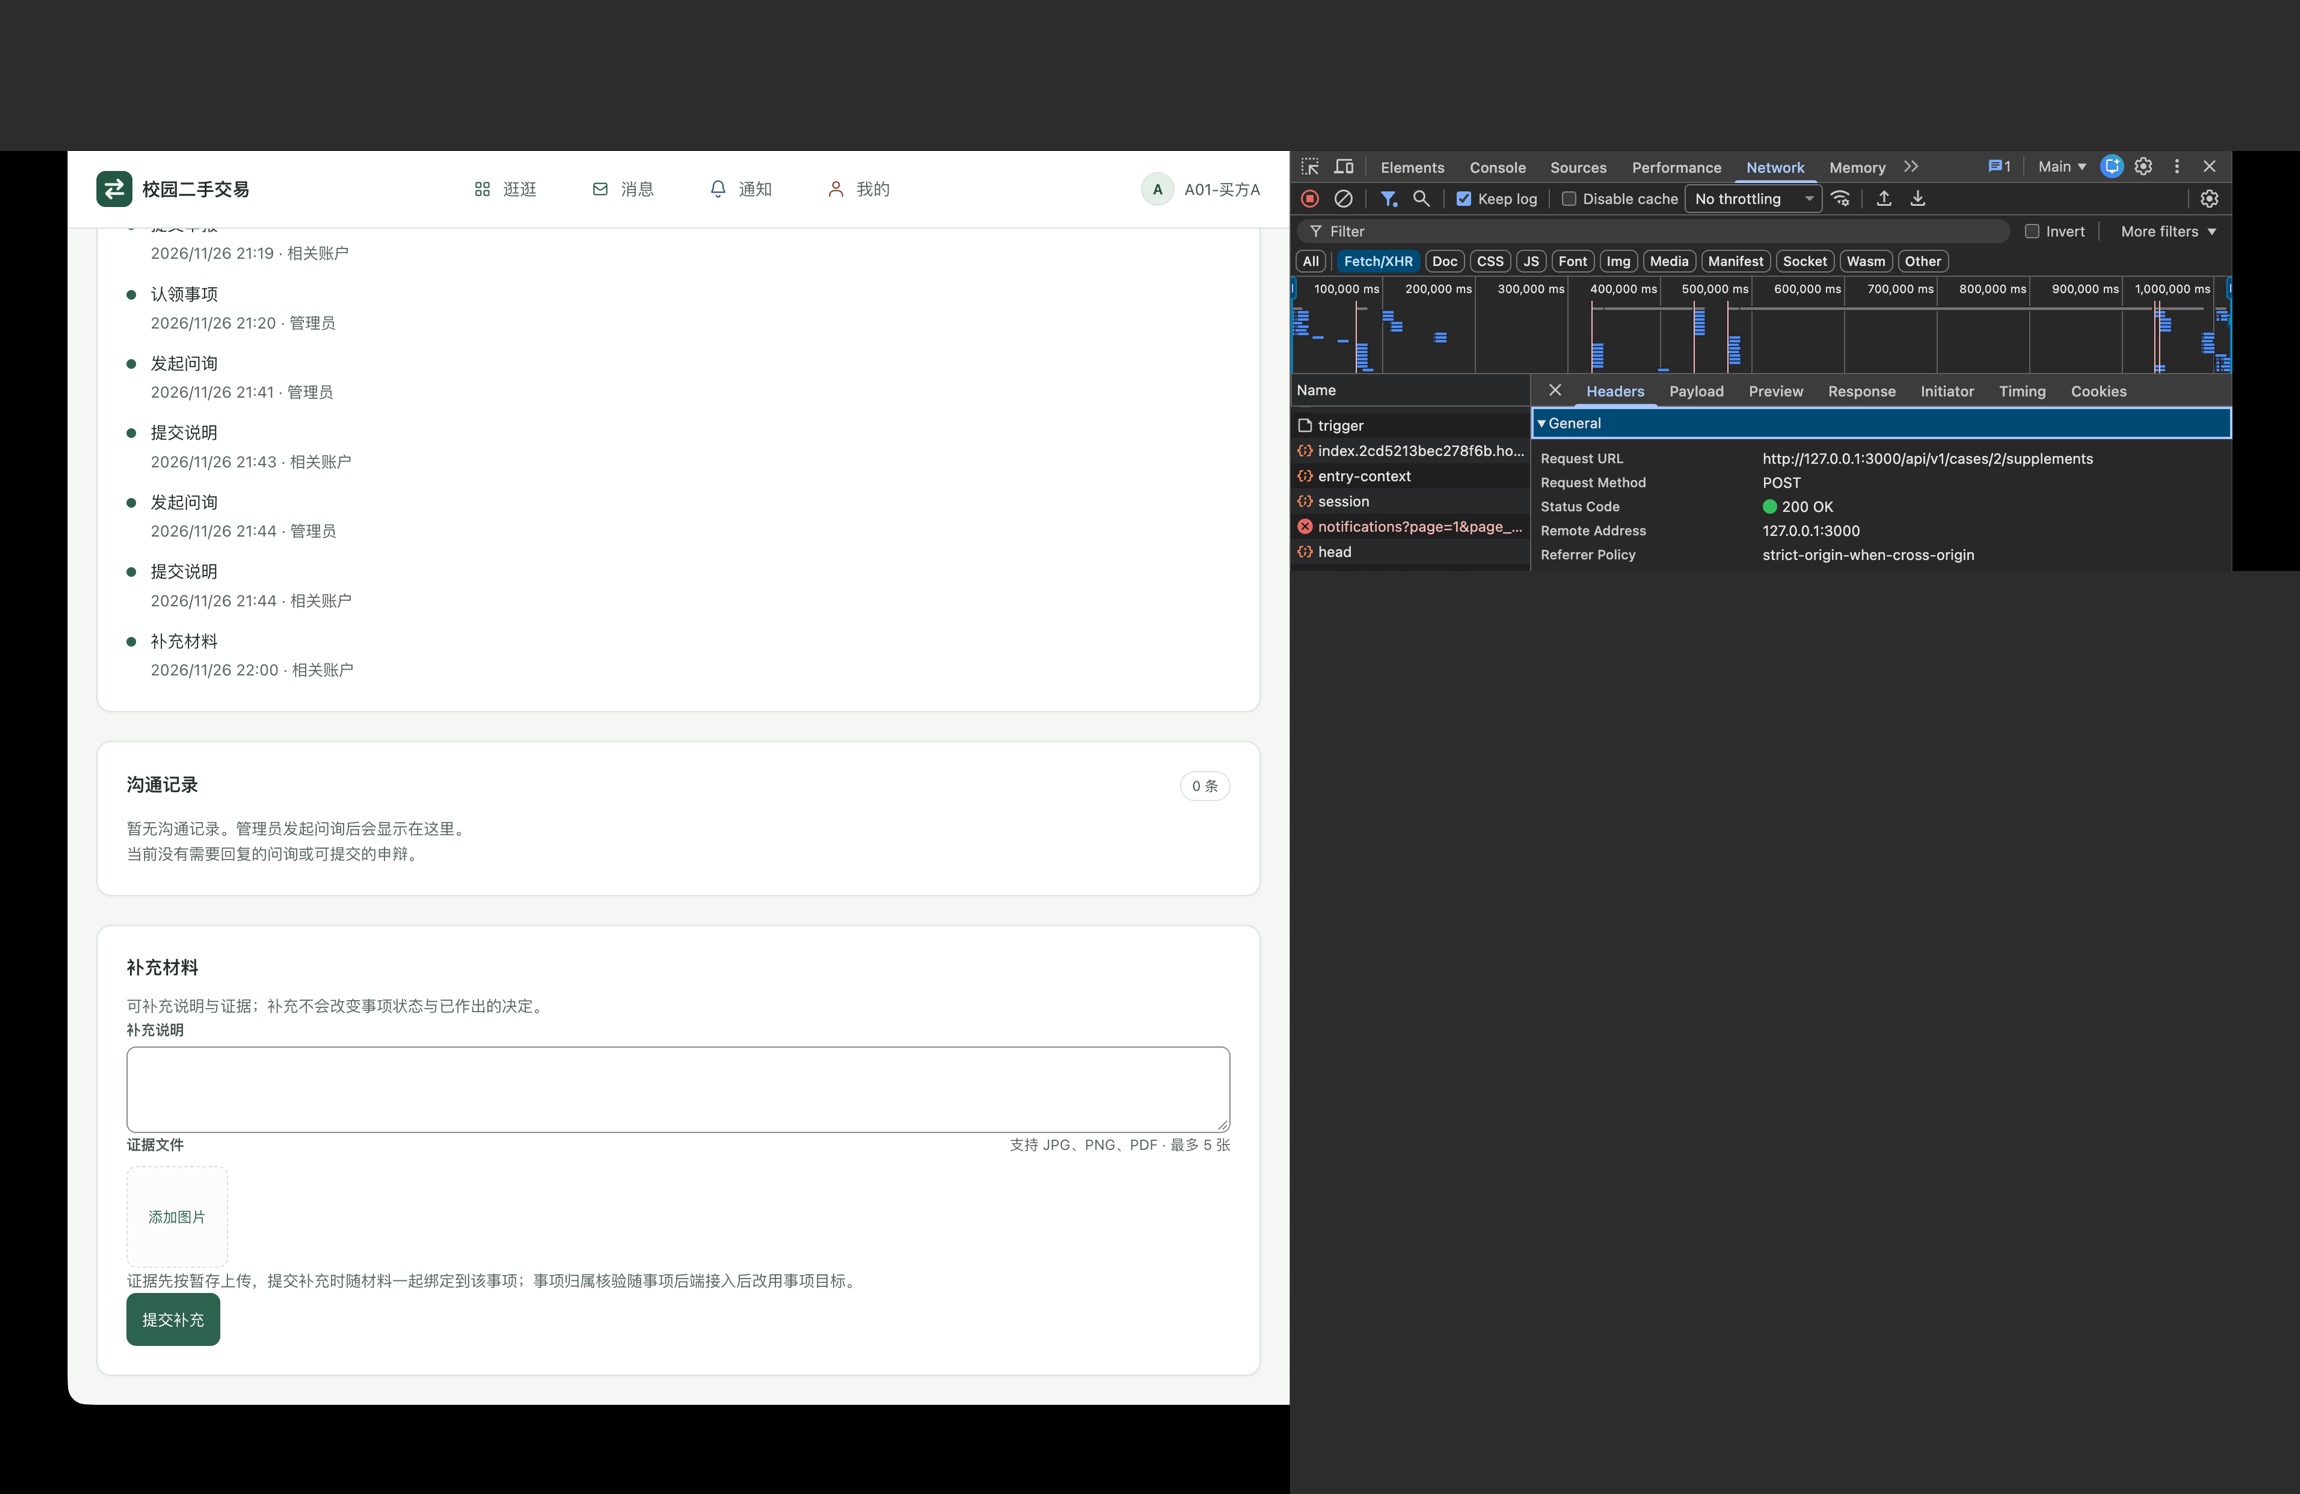 校园二手交易
逛逛
消息
通知
我的
A
A01-买方A
2026/11/26 21:19 · 相关账户
认领事项
2026/11/26 21:20 · 管理员
发起问询
2026/11/26 21:41 · 管理员
提交说明
2026/11/26 21:43 · 相关账户
发起问询
2026/11/26 21:44 · 管理员
提交说明
2026/11/26 21:44 · 相关账户
补充材料
2026/11/26 22:00 · 相关账户
沟通记录
0 条
暂无沟通记录。管理员发起问询后会显示在这里。
当前没有需要回复的问询或可提交的申辩。
补充材料
可补充说明与证据；补充不会改变事项状态与已作出的决定。
补充说明
证据文件
支持 JPG、PNG、PDF · 最多 5 张
添加图片
证据先按暂存上传，提交补充时随材料一起绑定到该事项；事项归属核验随事项后端接入后改用事项目标。
提交补充
Elements Console Sources Performance Network Memory
1
Main
Keep log
Disable cache
No throttling
Filter
Invert
More filters
All Fetch/XHR Doc CSS JS Font Img Media Manifest Socket Wasm Other
100,000 ms 200,000 ms 300,000 ms 400,000 ms 500,000 ms 600,000 ms 700,000 ms 800,000 ms 900,000 ms 1,000,000 ms
Name
trigger
index.2cd5213bec278f6b.ho...
entry-context
session
notifications?page=1&page_...
head
Headers Payload Preview Response Initiator Timing Cookies
General
Request URL http://127.0.0.1:3000/api/v1/cases/2/supplements
Request Method POST
Status Code 200 OK
Remote Address 127.0.0.1:3000
Referrer Policy strict-origin-when-cross-origin